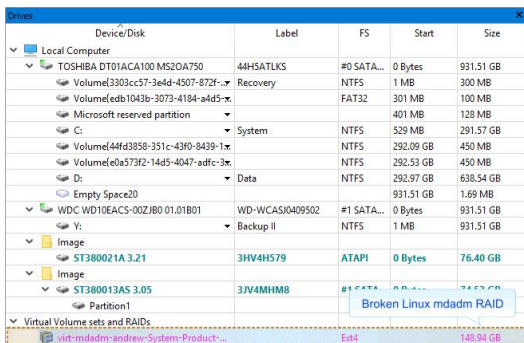 Drives
Device/Disk Label FS Start Size
Local Computer
TOSHIBA DT01ACA100 MS2OA750 44H5ATLKS #0 SATA... 0 Bytes 931.51 GB
Volume{3303cc57-3e4d-4507-872f-.. Recovery NTFS 1 MB 300 MB
Volume{edb1043b-3073-4184-a4d5-... FAT32 301 MB 100 MB
Microsoft reserved partition 401 MB 128 MB
C: System NTFS 529 MB 291.57 GB
Volume{44fd3858-351c-43f0-8439-1... NTFS 292.09 GB 450 MB
Volume{e0a573f2-14d5-4047-adfc-3... NTFS 292.53 GB 450 MB
D: Data NTFS 292.97 GB 638.54 GB
Empty Space20 931.51 GB 1.69 MB
WDC WD10EACS-00ZJB0 01.01B01 WD-WCASJ0409502 #1 SATA... 0 Bytes 931.51 GB
Y: Backup II NTFS 1 MB 931.51 GB
Image
ST380021A 3.21 3HV4H579 ATAPI 0 Bytes 76.40 GB
Image
ST380013AS 3.05 3JV4MHM8 #1 SATA 0 Bytes 74.53 GB
Broken Linux mdadm RAID
Partition1
Virtual Volume sets and RAIDs
virt-mdadm-andrew-System-Product-... Ext4 148.94 GB